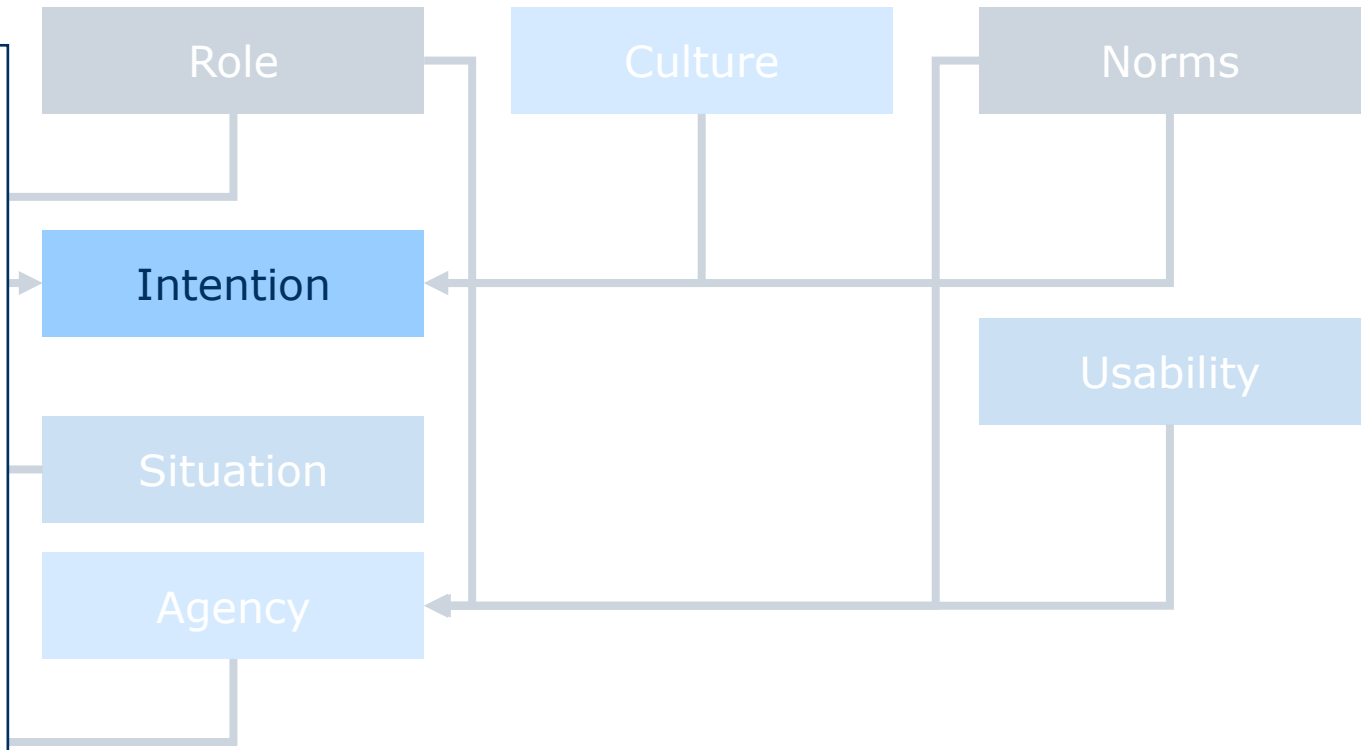 Role
Culture
Norms
Intention
Usability
Situation
Agency